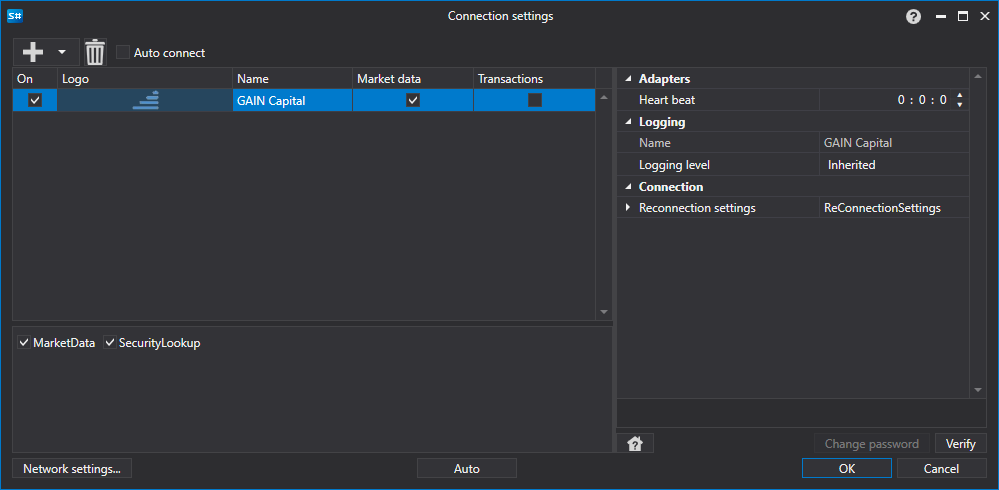 S#
Connection settings
?
Auto connect
On Logo Name Market data Transactions
GAIN Capital
MarketData SecurityLookup
Adapters
Heart beat 0 : 0 : 0
Logging
Name GAIN Capital
Logging level Inherited
Connection
Reconnection settings ReConnectionSettings
?
Change password Verify
Network settings... Auto OK Cancel